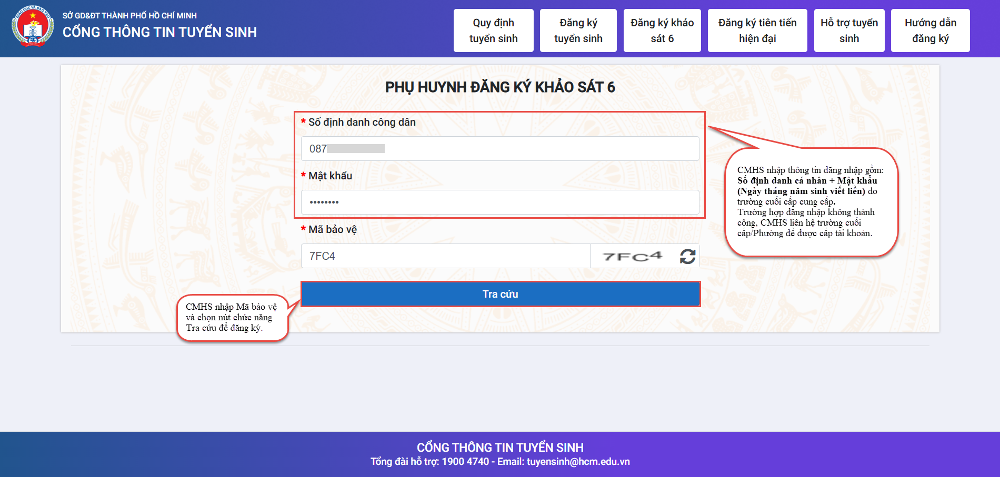 SỞ GD&ĐT THÀNH PHỐ HỒ CHÍ MINH
CỔNG THÔNG TIN TUYỂN SINH
Quy định
tuyển sinh
Đăng ký
tuyển sinh
Đăng ký khảo
sát 6
Đăng ký tiên tiến
hiện đại
Hỗ trợ tuyển
sinh
Hướng dẫn
đăng ký
PHỤ HUYNH ĐĂNG KÝ KHẢO SÁT 6
* Số định danh công dân
087
* Mật khẩu
••••••••
* Mã bảo vệ
7FC4
7FC4
Tra cứu
CMHS nhập thông tin đăng nhập gồm:
Số định danh cá nhân + Mật khẩu
(Ngày tháng năm sinh viết liền) do
trường cuối cấp cung cấp.
Trường hợp đăng nhập không thành
công, CMHS liên hệ trường cuối
cấp/Phường để được cấp tài khoản.
CMHS nhập Mã bảo vệ
và chọn nút chức năng
Tra cứu để đăng ký.
CỔNG THÔNG TIN TUYỂN SINH
Tổng đài hỗ trợ: 1900 4740 - Email: tuyensinh@hcm.edu.vn